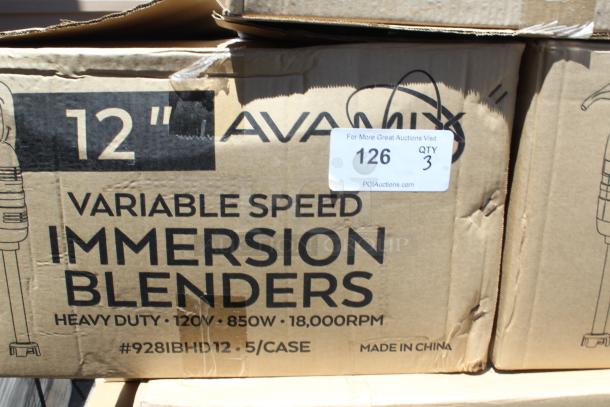 12" AVAMIX
For More Great Auctions Visit
126 QTY 3
PCIAuctions.com
VARIABLE SPEED
IMMERSION
BLENDERS
HEAVY DUTY • 120V • 850W • 18,000RPM
#928IBHD12 • 5/CASE MADE IN CHINA